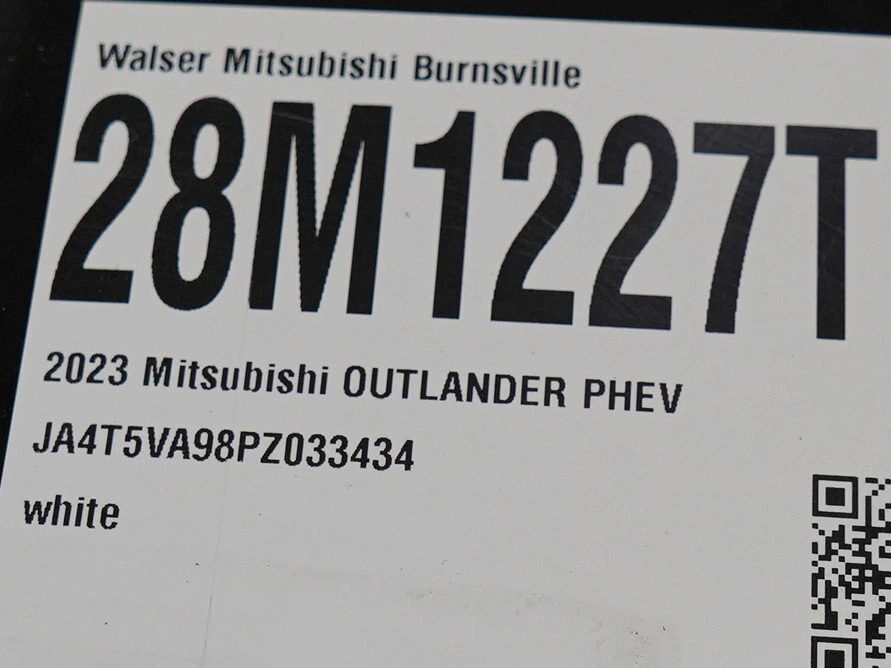 Walser Mitsubishi Burnsville
28M1227T
2023 Mitsubishi OUTLANDER PHEV
JA4T5VA98PZ033434
white